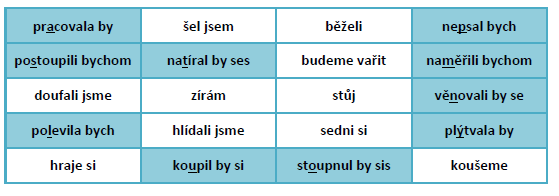 pracovala by šel jsem běželi nepsal bych
postoupili bychom natíral by ses budeme vařit naměřili bychom
doufali jsme zírám stůj věnovali by se
polevila bych hlídali jsme sedni si plýtvala by
hraje si koupil by si stoupnul by sis koušeme